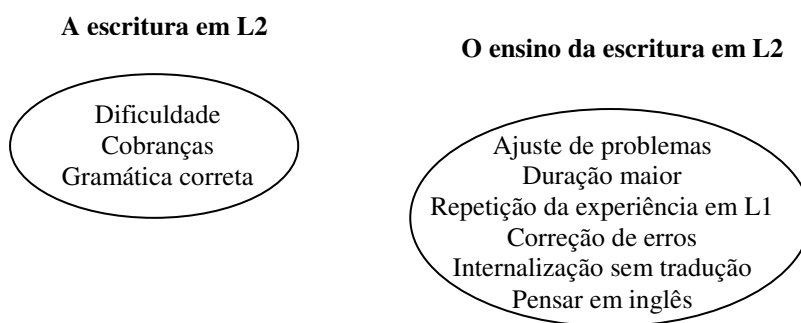 A escritura em L2
Dificuldade
Cobranças
Gramática correta
O ensino da escritura em L2
Ajuste de problemas
Duração maior
Repetição da experiência em L1
Correção de erros
Internalização sem tradução
Pensar em inglês